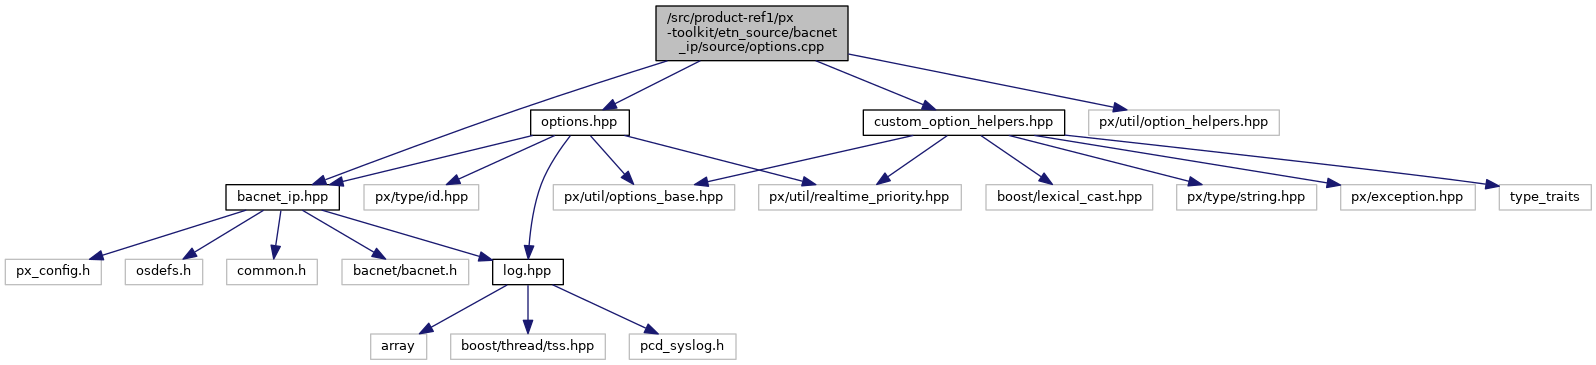 /src/product-ref1/px
-toolkit/etn_source/bacnet
_ip/source/options.cpp
options.hpp
custom_option_helpers.hpp
px/util/option_helpers.hpp
bacnet_ip.hpp
px/type/id.hpp
px/util/options_base.hpp
px/util/realtime_priority.hpp
boost/lexical_cast.hpp
px/type/string.hpp
px/exception.hpp
type_traits
px_config.h
osdefs.h
common.h
bacnet/bacnet.h
log.hpp
array
boost/thread/tss.hpp
pcd_syslog.h